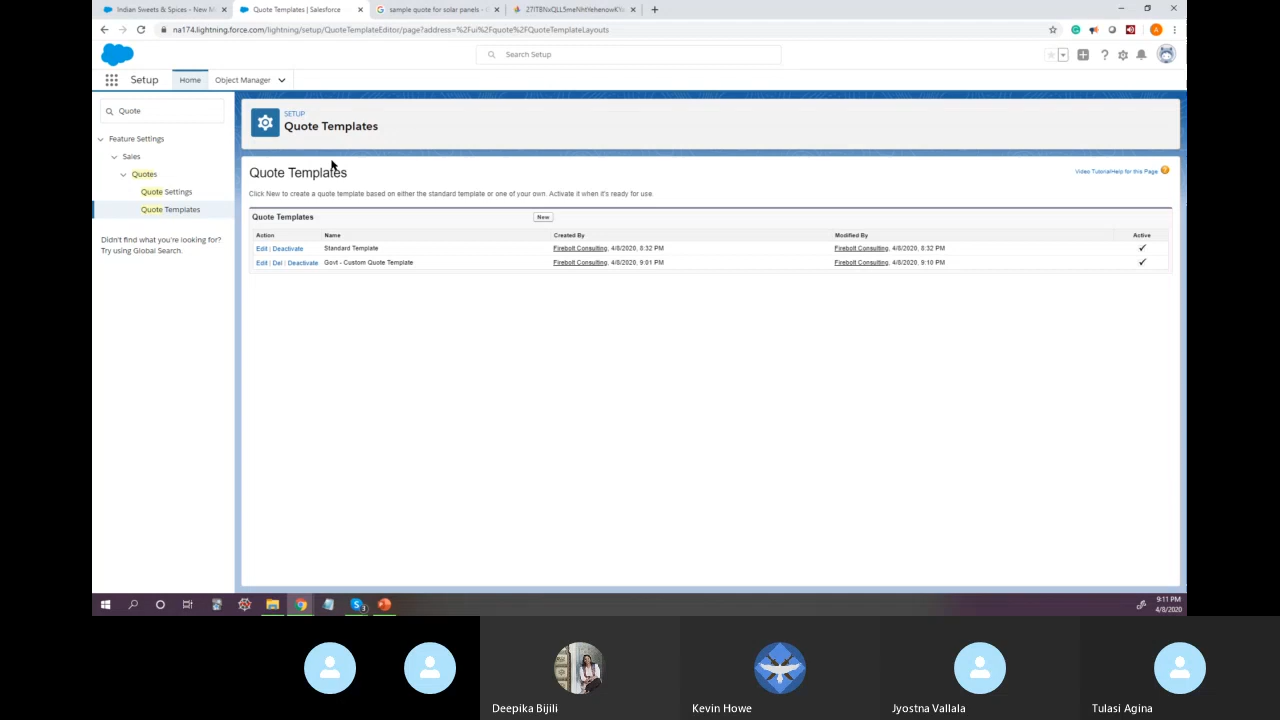 Indian Sweets & Spices - New M
Quote Templates | Salesforce
sample quote for solar panels -
na174.lightning.force.com/lightning/setup/QuoteTemplateEditor/page?address=%2Fui%2Fquote%2FQuoteTemplateLayouts
A
Search Setup
Setup
Home
Object Manager
Quote
Feature Settings
Sales
Quotes
Quote Settings
Quote Templates
Didn't find what you're looking for?
Try using Global Search.
SETUP
Quote Templates
Quote Templates
Video Tutorial Help for this Page
Click New to create a quote template based on either the standard template or one of your own. Activate it when it's ready for use.
Quote Templates New
Action Name Created By Modified By Active
Edit | Deactivate Standard Template Firebolt Consulting, 4/8/2020, 8:32 PM Firebolt Consulting, 4/8/2020, 8:32 PM
Edit | Del | Deactivate Govt - Custom Quote Template Firebolt Consulting, 4/8/2020, 9:01 PM Firebolt Consulting, 4/8/2020, 9:10 PM
9:11 PM
4/8/2020
Deepika Bijili
Kevin Howe
Jyostna Vallala
Tulasi Agina